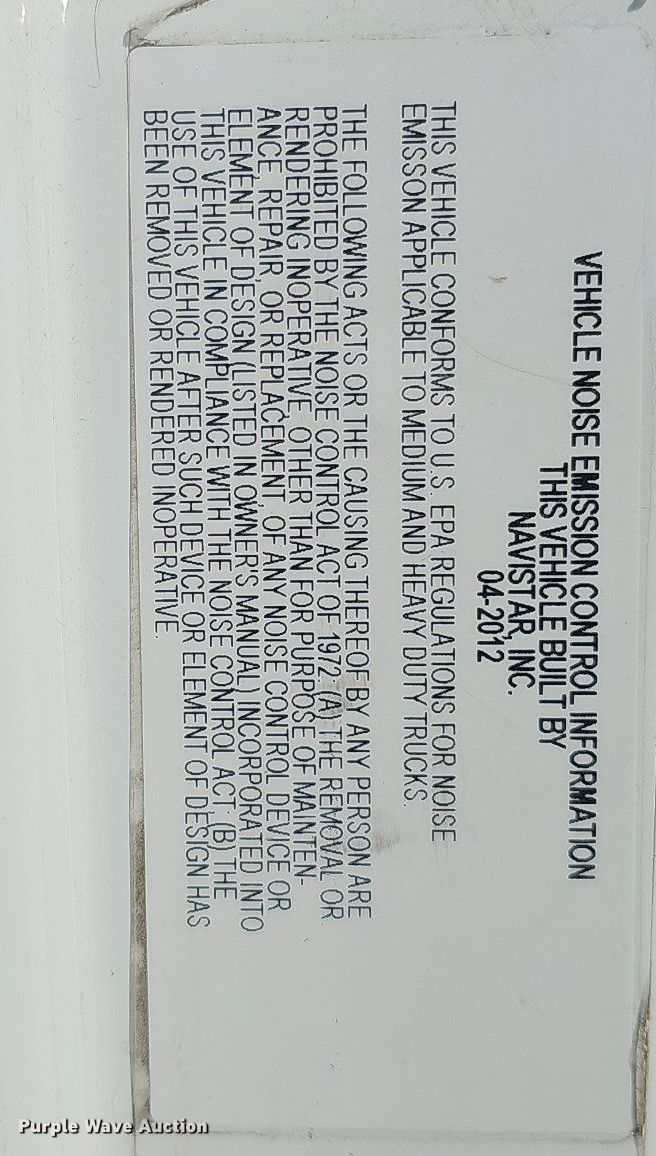 VEHICLE NOISE EMISSION CONTROL INFORMATION
THIS VEHICLE BUILT BY
NAVISTAR, INC.
04-2012
THIS VEHICLE CONFORMS TO U.S. EPA REGULATIONS FOR NOISE
EMISSON APPLICABLE TO MEDIUM AND HEAVY DUTY TRUCKS.
THE FOLLOWING ACTS OR THE CAUSING THEREOF BY ANY PERSON ARE
PROHIBITED BY THE NOISE CONTROL ACT OF 1972: (A) THE REMOVAL OR
RENDERING INOPERATIVE, OTHER THAN FOR PURPOSE OF MAINTEN-
ANCE, REPAIR, OR REPLACEMENT, OF ANY NOISE CONTROL DEVICE OR
ELEMENT OF DESIGN (LISTED IN OWNER'S MANUAL) INCORPORATED INTO
THIS VEHICLE IN COMPLIANCE WITH THE NOISE CONTROL ACT; (B) THE
USE OF THIS VEHICLE AFTER SUCH DEVICE OR ELEMENT OF DESIGN HAS
BEEN REMOVED OR RENDERED INOPERATIVE.
Purple Wave Auction